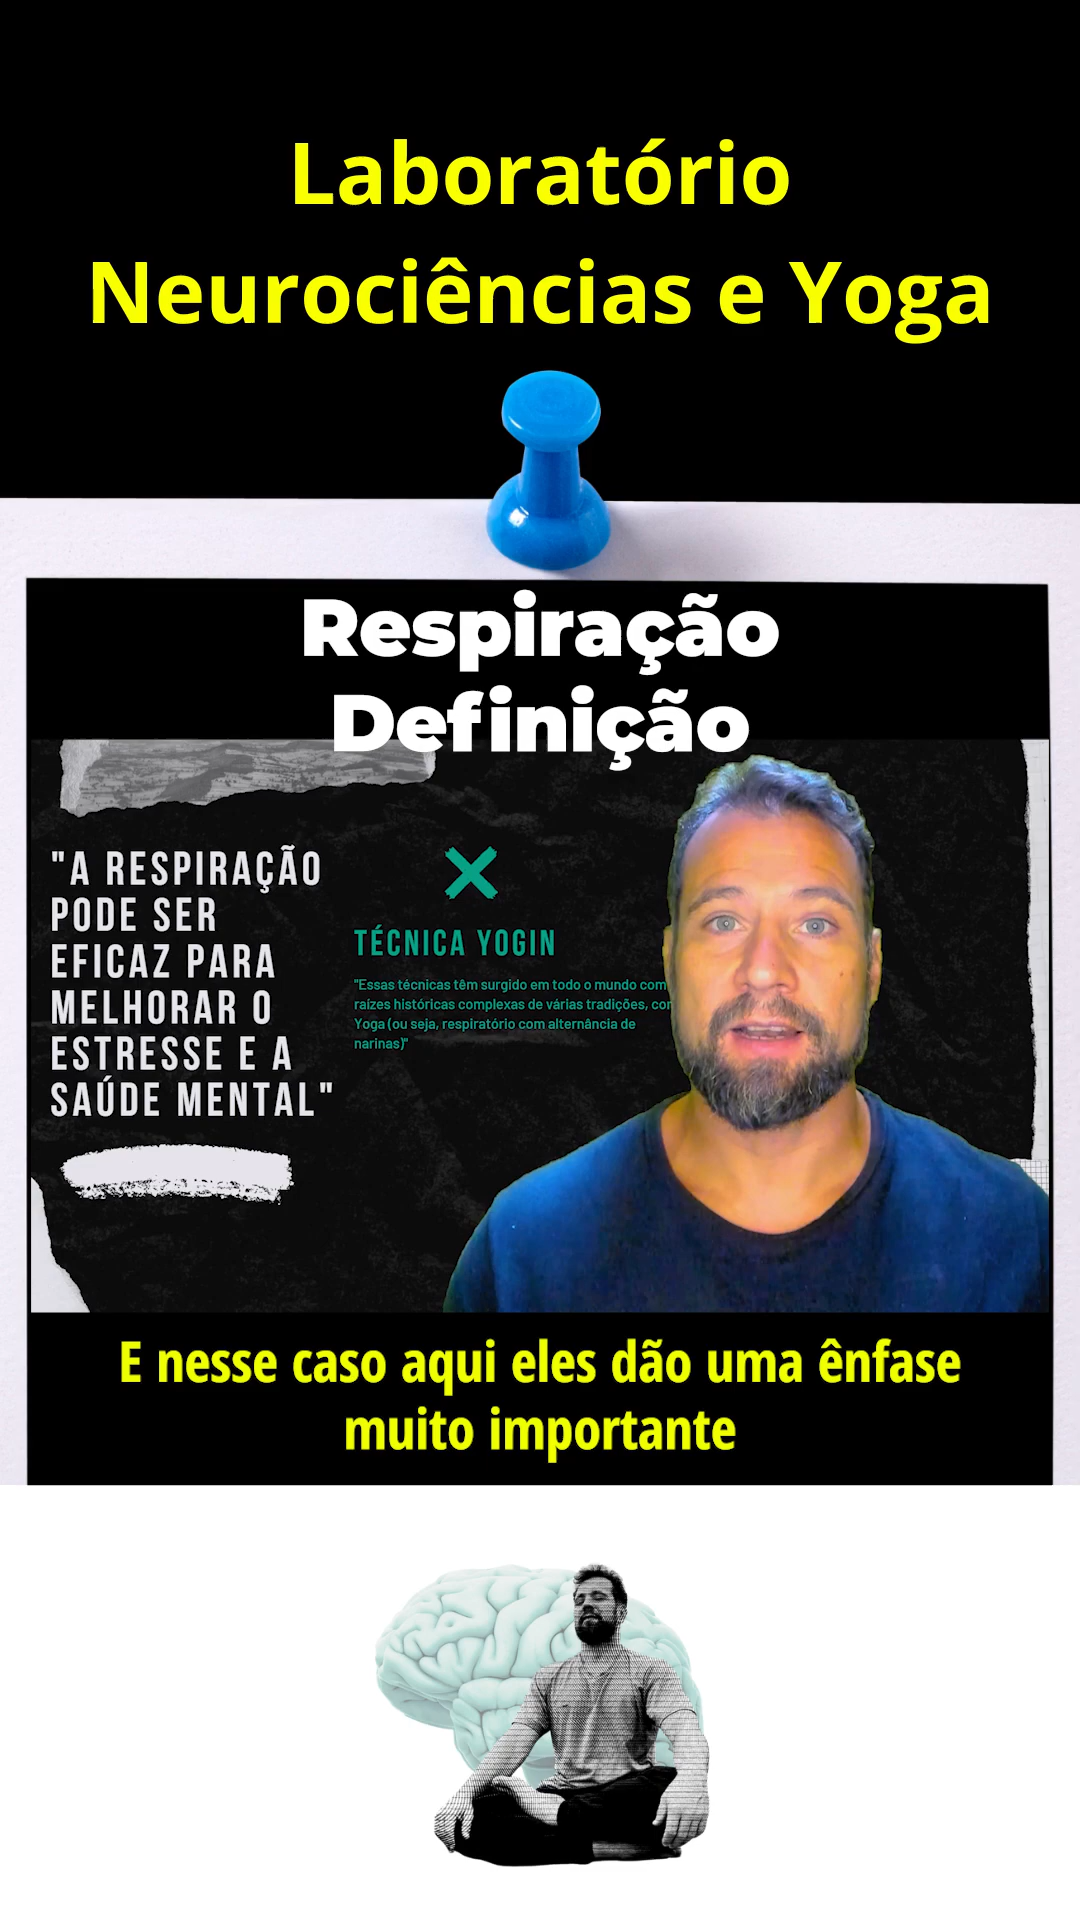 Laboratório
Neurociências e Yoga
Respiração
Definição
"A RESPIRAÇÃO
PODE SER
EFICAZ PARA
MELHORAR O
ESTRESSE E A
SAÚDE MENTAL"
TÉCNICA YOGIN
"Essas técnicas têm surgido em todo o mundo com
raízes históricas complexas de várias tradições,
Yoga (ou seja, respiratório com alternância de
narinas)"
E nesse caso aqui eles dão uma ênfase
muito importante